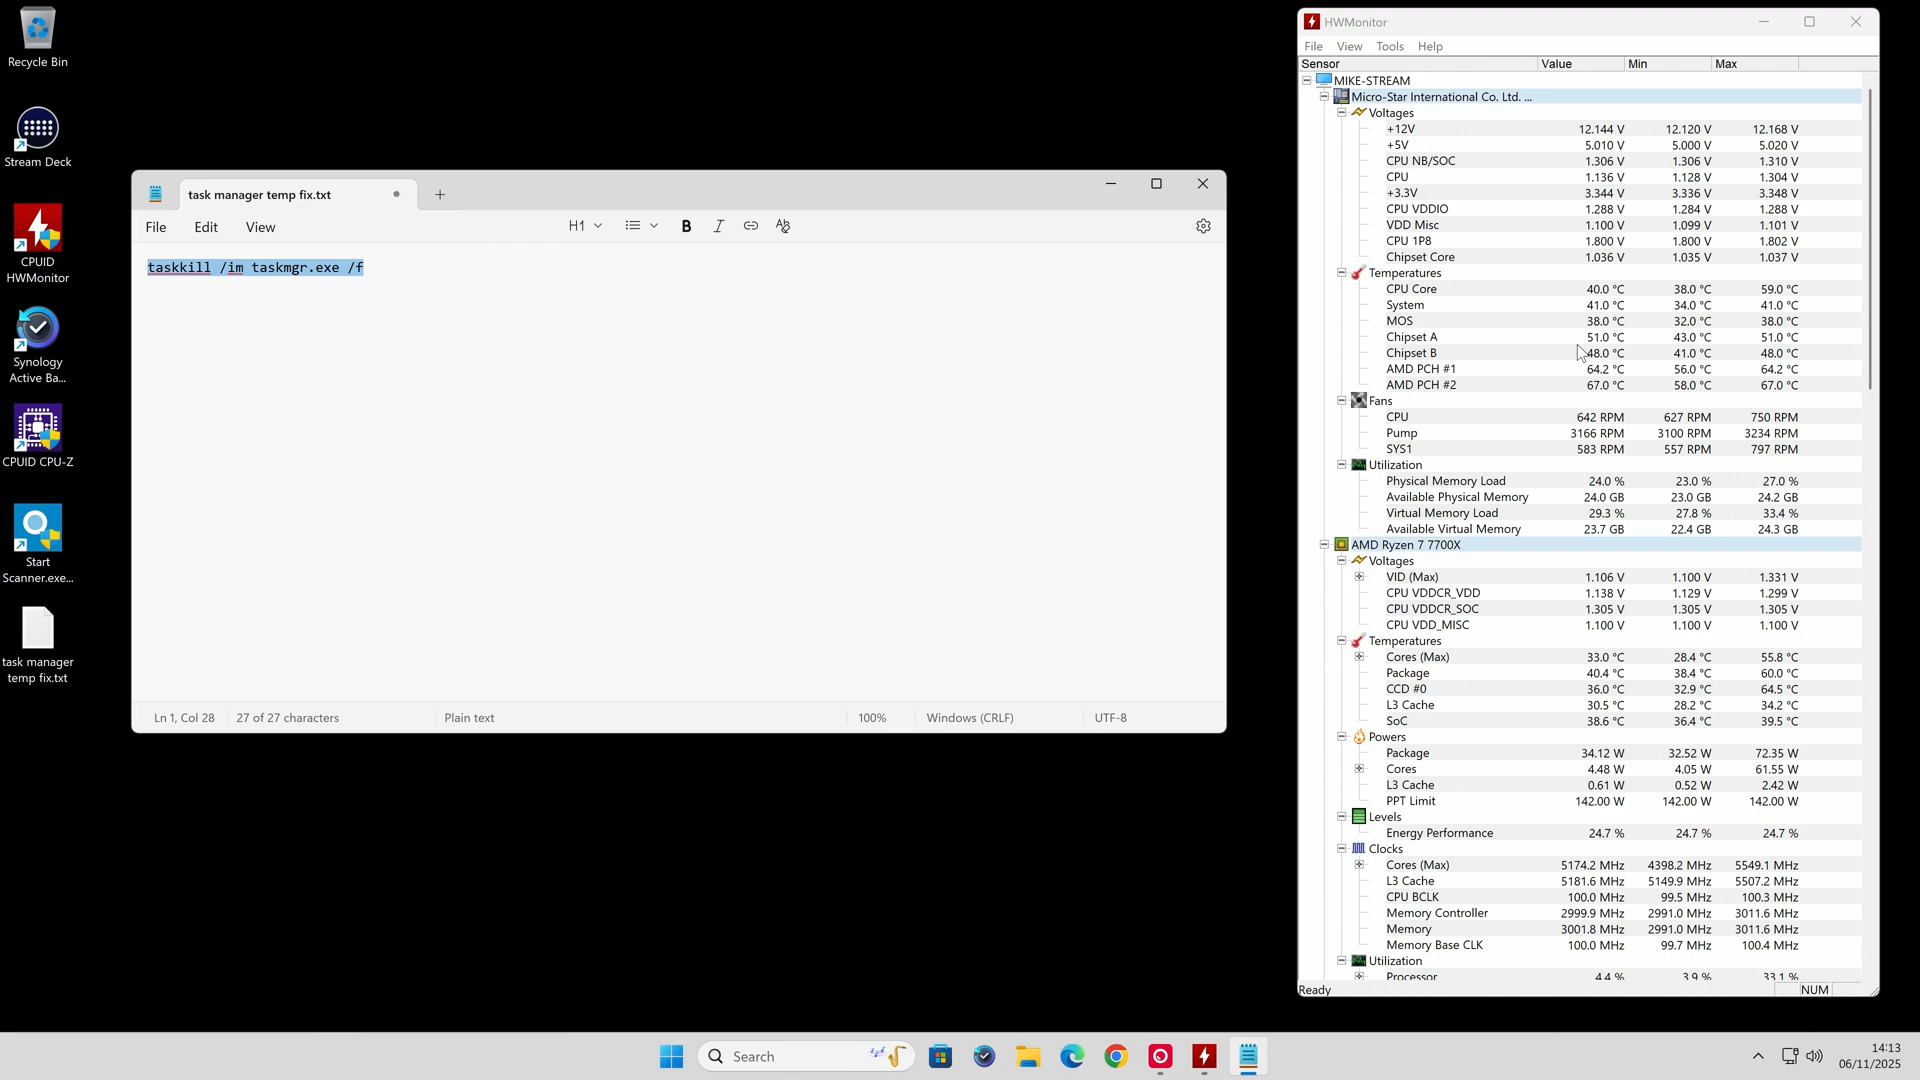 Recycle Bin
Stream Deck
CPUID
HWMonitor
Synology
Active Ba...
CPUID CPU-Z
Start
Scanner.exe...
task manager
temp fix.txt
task manager temp fix.txt
File Edit View H1
taskkill /im taskmgr.exe /f
Ln 1, Col 28 27 of 27 characters Plain text 100% Windows (CRLF) UTF-8
HWMonitor
File View Tools Help
Sensor Value Min Max
MIKE-STREAM
Micro-Star International Co. Ltd. ...
Voltages
+12V 12.144 V 12.120 V 12.168 V
+5V 5.010 V 5.000 V 5.020 V
CPU NB/SOC 1.306 V 1.306 V 1.310 V
CPU 1.136 V 1.128 V 1.304 V
+3.3V 3.344 V 3.336 V 3.348 V
CPU VDDIO 1.288 V 1.284 V 1.288 V
VDD Misc 1.100 V 1.099 V 1.101 V
CPU 1P8 1.800 V 1.800 V 1.802 V
Chipset Core 1.036 V 1.035 V 1.037 V
Temperatures
CPU Core 40.0 °C 38.0 °C 59.0 °C
System 41.0 °C 34.0 °C 41.0 °C
MOS 38.0 °C 32.0 °C 38.0 °C
Chipset A 51.0 °C 43.0 °C 51.0 °C
Chipset B 48.0 °C 41.0 °C 48.0 °C
AMD PCH #1 64.2 °C 56.0 °C 64.2 °C
AMD PCH #2 67.0 °C 58.0 °C 67.0 °C
Fans
CPU 642 RPM 627 RPM 750 RPM
Pump 3166 RPM 3100 RPM 3234 RPM
SYS1 583 RPM 557 RPM 797 RPM
Utilization
Physical Memory Load 24.0 % 23.0 % 27.0 %
Available Physical Memory 24.0 GB 23.0 GB 24.2 GB
Virtual Memory Load 29.3 % 27.8 % 33.4 %
Available Virtual Memory 23.7 GB 22.4 GB 24.3 GB
AMD Ryzen 7 7700X
Voltages
VID (Max) 1.106 V 1.100 V 1.331 V
CPU VDDCR_VDD 1.138 V 1.129 V 1.299 V
CPU VDDCR_SOC 1.305 V 1.305 V 1.305 V
CPU VDD_MISC 1.100 V 1.100 V 1.100 V
Temperatures
Cores (Max) 33.0 °C 28.4 °C 55.8 °C
Package 40.4 °C 38.4 °C 60.0 °C
CCD #0 36.0 °C 32.9 °C 64.5 °C
L3 Cache 30.5 °C 28.2 °C 34.2 °C
SoC 38.6 °C 36.4 °C 39.5 °C
Powers
Package 34.12 W 32.52 W 72.35 W
Cores 4.48 W 4.05 W 61.55 W
L3 Cache 0.61 W 0.52 W 2.42 W
PPT Limit 142.00 W 142.00 W 142.00 W
Levels
Energy Performance 24.7 % 24.7 % 24.7 %
Clocks
Cores (Max) 5174.2 MHz 4398.2 MHz 5549.1 MHz
L3 Cache 5181.6 MHz 5149.9 MHz 5507.2 MHz
CPU BCLK 100.0 MHz 99.5 MHz 100.3 MHz
Memory Controller 2999.9 MHz 2991.0 MHz 3011.6 MHz
Memory 3001.8 MHz 2991.0 MHz 3011.6 MHz
Memory Base CLK 100.0 MHz 99.7 MHz 100.4 MHz
Utilization
Processor 4.4 % 3.9 % 33.1 %
Ready NUM
Search
14:13
06/11/2025